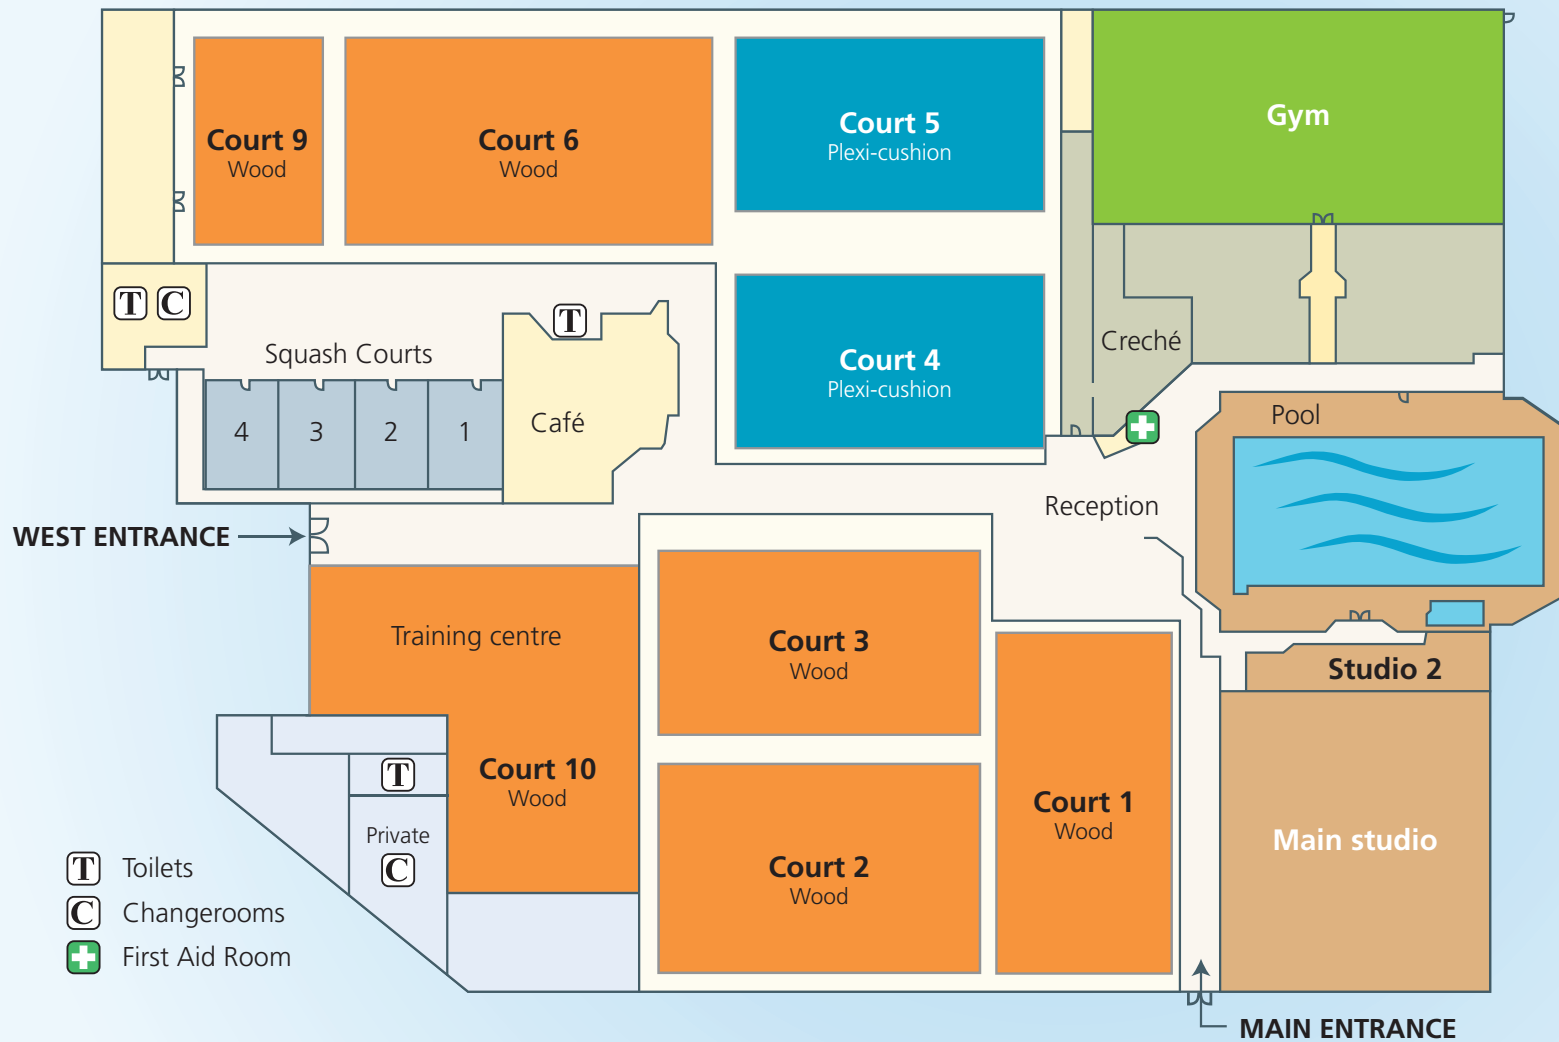 Court 9
Wood
Court 6
Wood
Court 5
Plexi-cushion
Gym
T
C
T
Squash Courts
4
3
2
1
Café
Court 4
Plexi-cushion
Creché
Pool
Reception
WEST ENTRANCE
Training centre
Court 3
Wood
Studio 2
Court 10
Wood
T
Private
C
Court 2
Wood
Court 1
Wood
Main studio
T Toilets
C Changerooms
First Aid Room
MAIN ENTRANCE